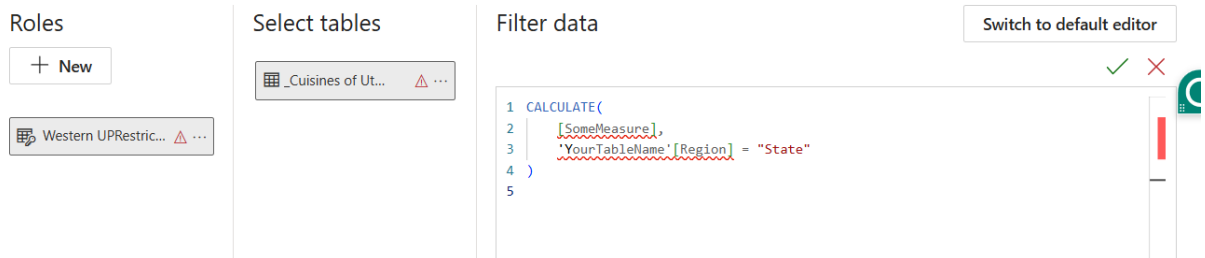 Roles
+ New
Western UPRestric... ...
Select tables
_Cuisines of Ut... ...
Filter data
Switch to default editor
1 CALCULATE(
2 [SomeMeasure],
3 'YourTableName'[Region] = "State"
4 )
5